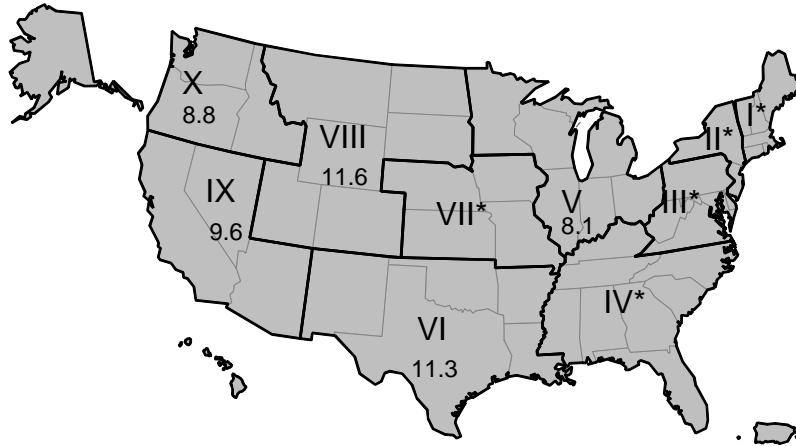 X
8.8
VIII
11.6
IX
9.6
VII*
V
8.1
I*
II*
III*
IV*
VI
11.3